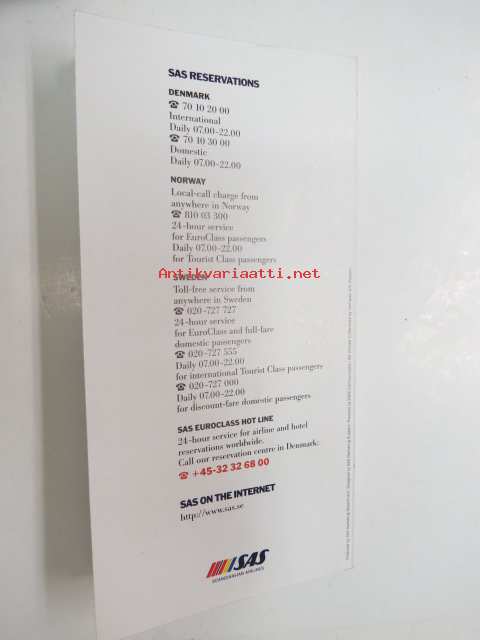 SAS RESERVATIONS
DENMARK
☎ 70 10 20 00
International
Daily 07.00-22.00
☎ 70 10 30 00
Domestic
Daily 07.00-22.00
NORWAY
Local-call charge from
anywhere in Norway
☎ 810 03 300
24-hour service
for EuroClass passengers
Daily 07.00-22.00
for Tourist Class passengers
Antikvariaatti.net
SWEDEN
Toll-free service from
anywhere in Sweden
☎ 020-727 727
24-hour service
for EuroClass and full-fare
domestic passengers
☎ 020-727 555
Daily 07.00-22.00
for international Tourist Class passengers
☎ 020-727 000
Daily 07.00-22.00
for discount-fare domestic passengers
SAS EUROCLASS HOT LINE
24-hour service for airline and hotel
reservations worldwide.
Call our reservation centre in Denmark:
☎ +45-32 32 68 00
SAS ON THE INTERNET
http://www.sas.se
SAS
SCANDINAVIAN AIRLINES